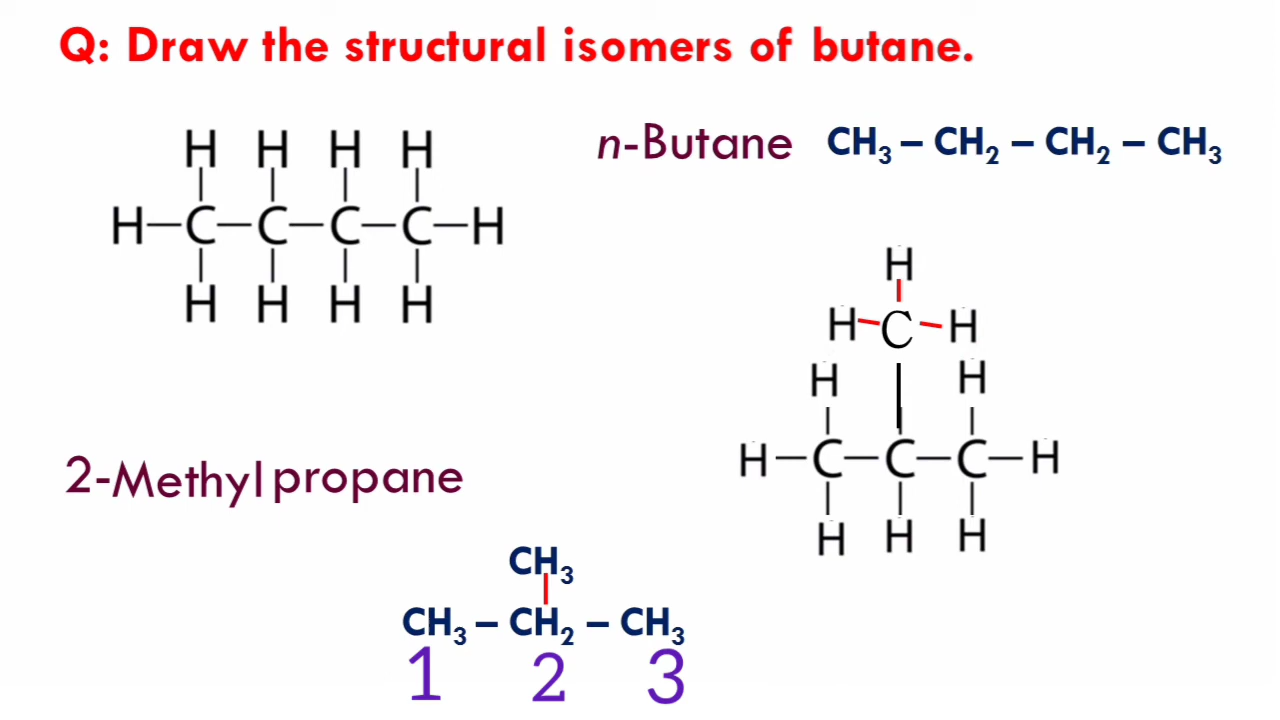 Q: Draw the structural isomers of butane.
n-Butane CH₃ – CH₂ – CH₂ – CH₃
H H H H
H–C–C–C–C–H
H H H H
H
H–C–H
H H
H–C–C–C–H
H H H
2-Methylpropane
CH₃
CH₃ – CH₂ – CH₃
1 2 3